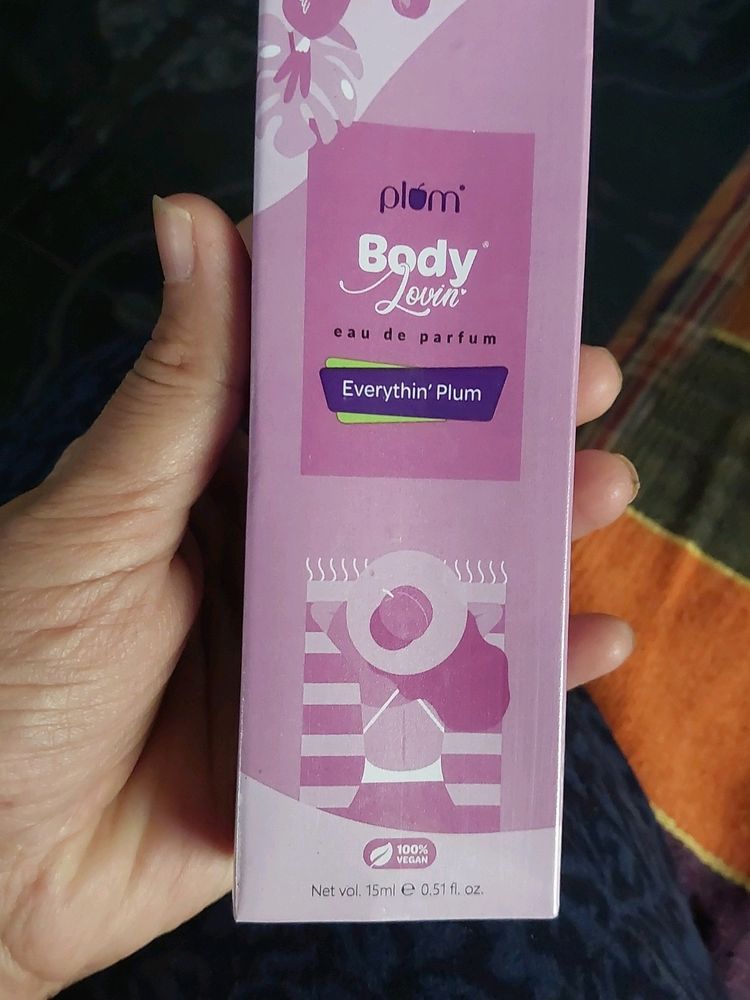 plum
Body®
Lovin'
eau de parfum
Everythin' Plum
100%
VEGAN
Net vol. 15ml ℮ 0.51 fl. oz.